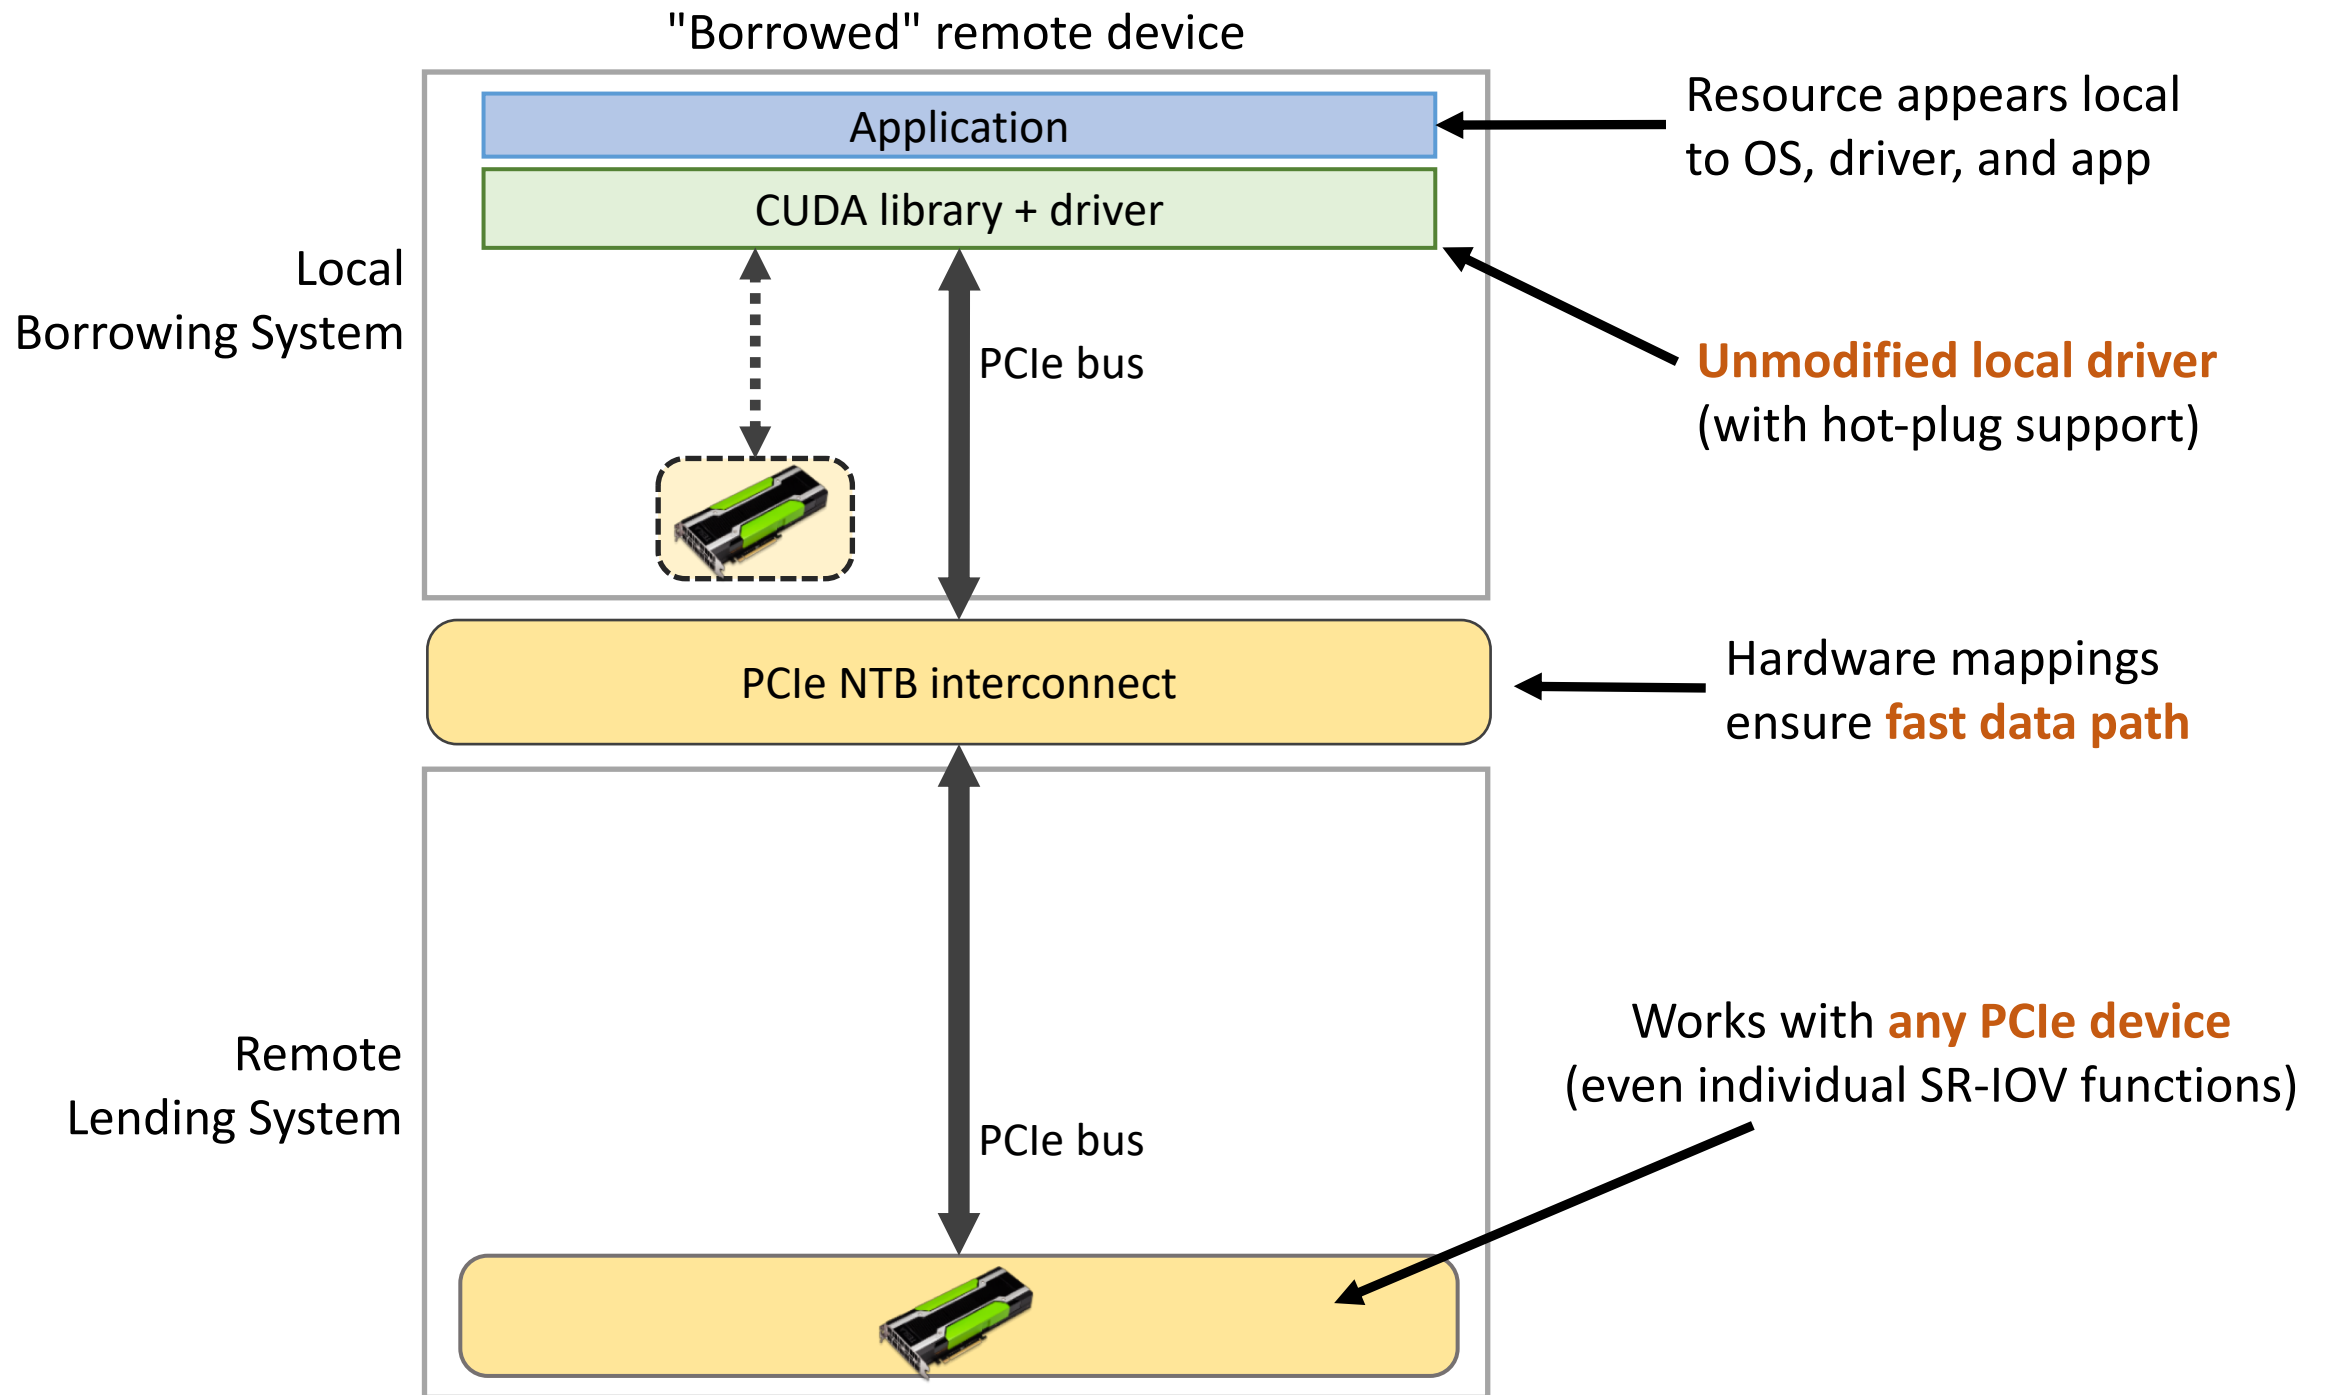 "Borrowed" remote device
Application
CUDA library + driver
Resource appears local
to OS, driver, and app
Local
Borrowing System
PCIe bus
Unmodified local driver
(with hot-plug support)
PCIe NTB interconnect
Hardware mappings
ensure fast data path
Remote
Lending System
PCIe bus
Works with any PCIe device
(even individual SR-IOV functions)